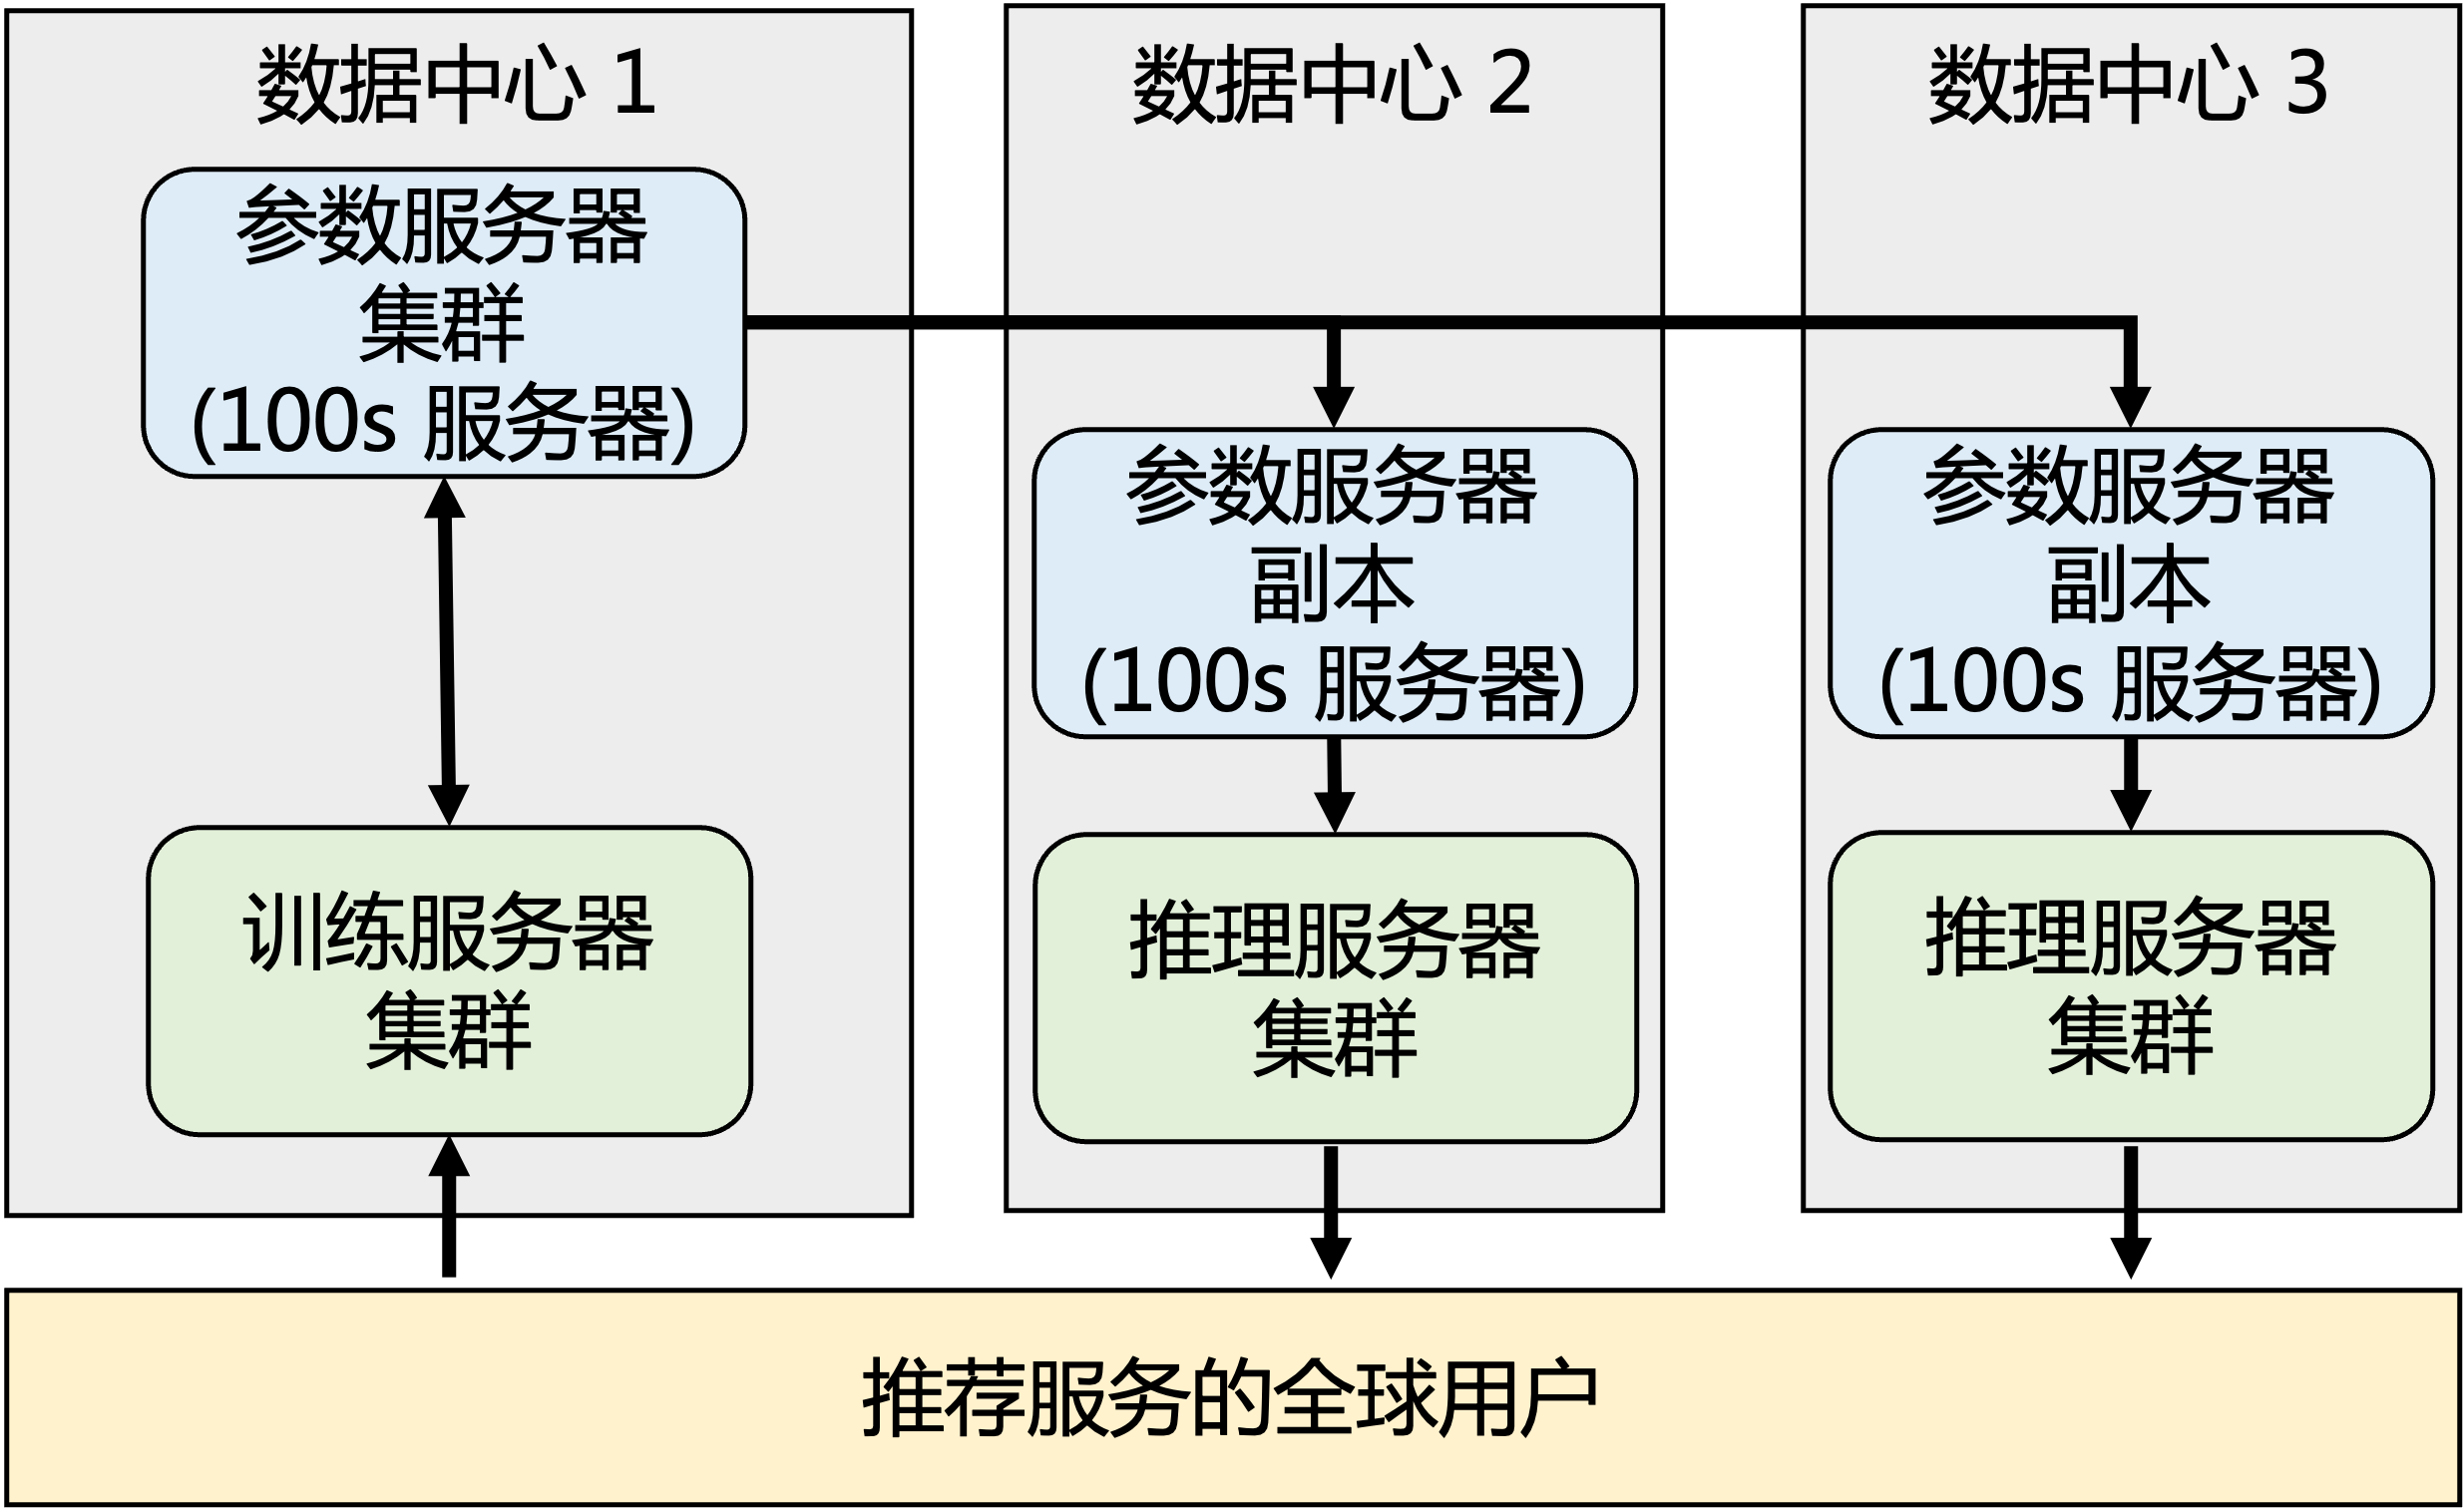 数据中心 1
参数服务器
集群
(100s 服务器)
训练服务器
集群
数据中心 2
参数服务器
副本
(100s 服务器)
推理服务器
集群
数据中心 3
参数服务器
副本
(100s 服务器)
推理服务器
集群
推荐服务的全球用户